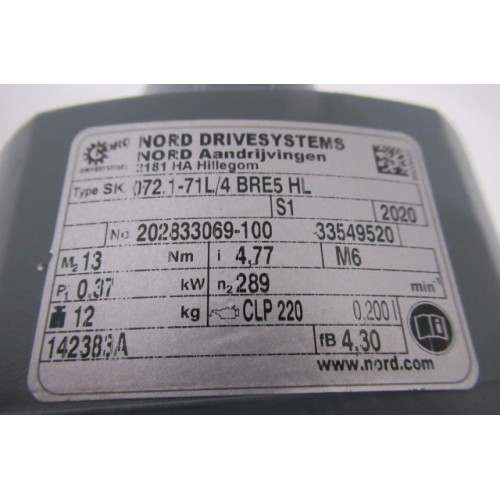 NORD DRIVESYSTEMS
NORD Aandrijvingen
2181 HA Hillegom
Type SK 072.1-71L/4 BRE5 HL
S1 2020
No 202833069-100 33549520
M2 13 Nm i 4,77 M6
P1 0,37 kW n2 289 min-1
12 kg CLP 220 0.200 l
142383A fB 4,30
www.nord.com